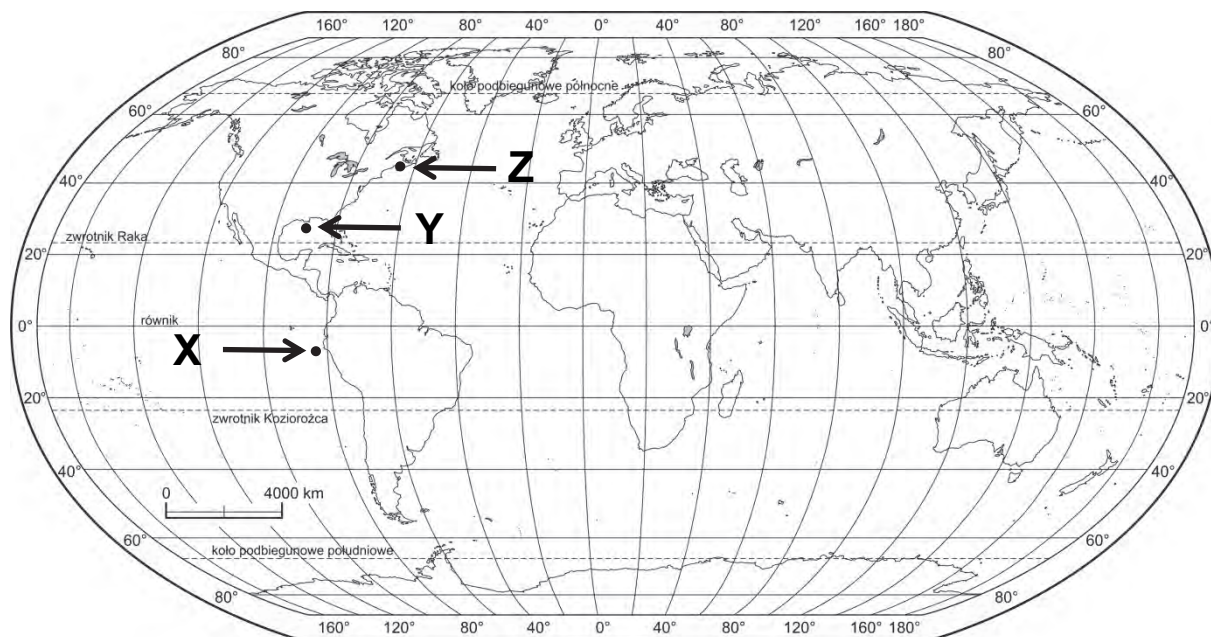 160° 120° 80° 40° 0° 40° 80° 120° 160° 180°
80° 80°
koło podbiegunowe północne
60° 60°
Z
40° 40°
Y
zwrotnik Raka
20° 20°
równik
0° 0°
X
20° 20°
zwrotnik Koziorożca
40° 40°
0 4000 km
60° 60°
koło podbiegunowe południowe
80° 80°
160° 120° 80° 40° 0° 40° 80° 120° 160° 180°